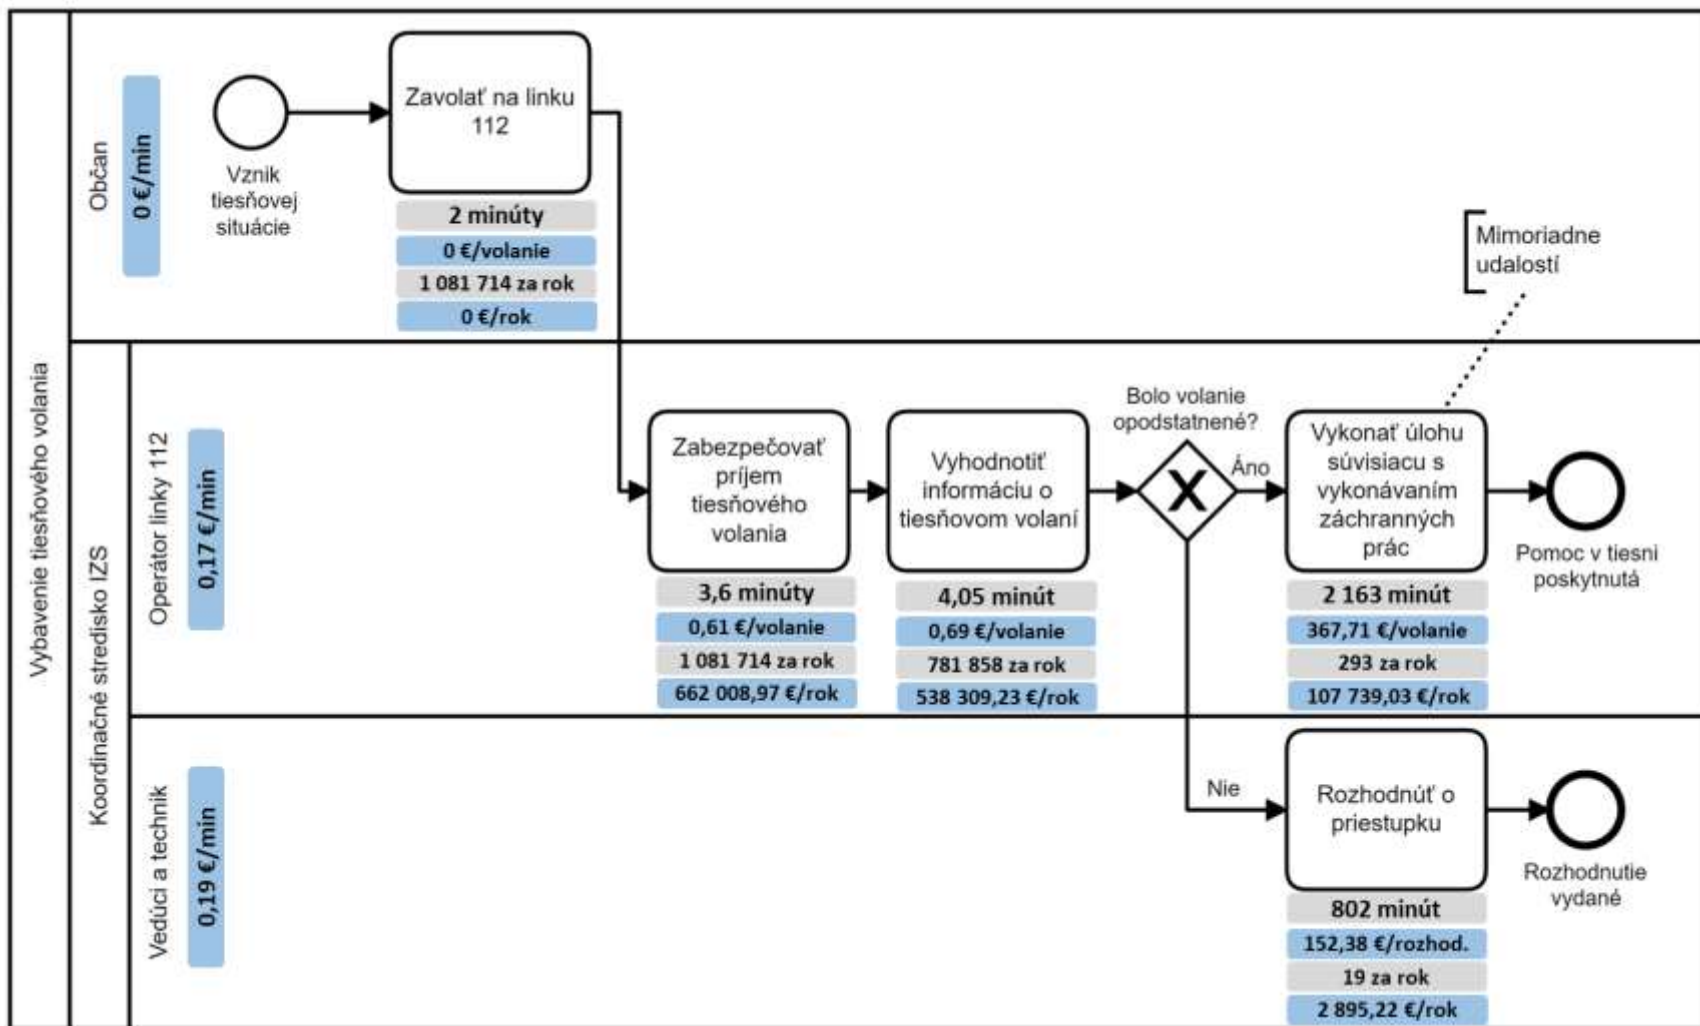 Vybavenie tiesňového volania
Občan
0 €/min
Vznik
tiesňovej
situácie
Zavolať na linku
112
2 minúty
0 €/volanie
1 081 714 za rok
0 €/rok
Mimoriadne
udalostí
Koordinačné stredisko IZS
Operátor linky 112
0,17 €/min
Zabezpečovať
príjem
tiesňového
volania
3,6 minúty
0,61 €/volanie
1 081 714 za rok
662 008,97 €/rok
Vyhodnotiť
informáciu o
tiesňovom volaní
4,05 minút
0,69 €/volanie
781 858 za rok
538 309,23 €/rok
Bolo volanie
opodstatnené?
X
Áno
Vykonať úlohu
súvisiacu s
vykonávaním
záchranných
prác
2 163 minút
367,71 €/volanie
293 za rok
107 739,03 €/rok
Pomoc v tiesni
poskytnutá
Vedúci a technik
0,19 €/min
Nie
Rozhodnúť o
priestupku
802 minút
152,38 €/rozhod.
19 za rok
2 895,22 €/rok
Rozhodnutie
vydané